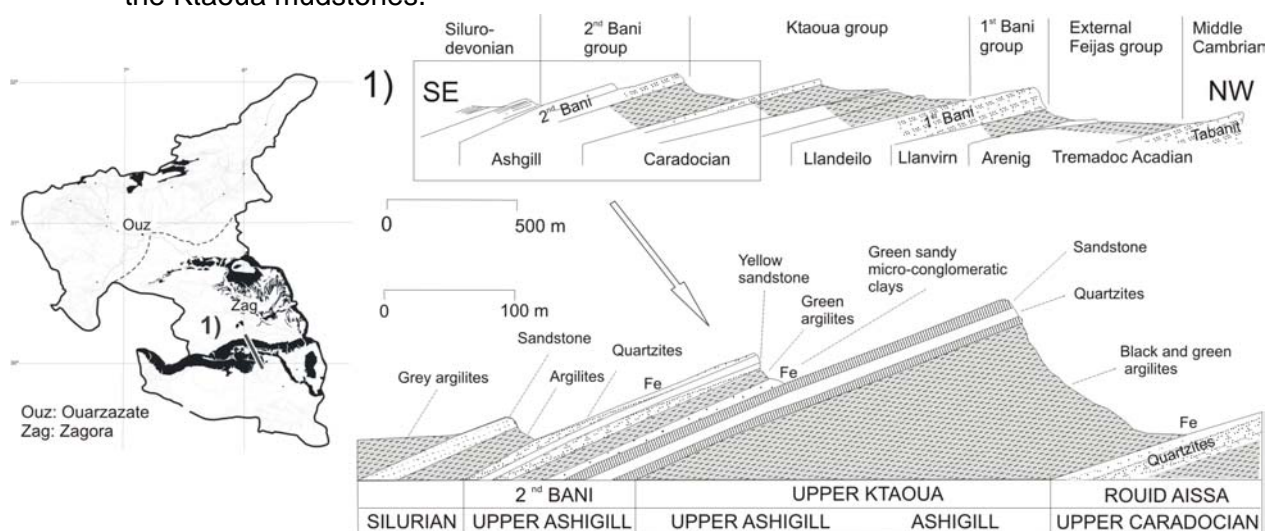 the Ktaoua mudstones.
Siluro-
devonian
2nd Bani
group
Ktaoua group
1st Bani
group
External
Feijas group
Middle
Cambrian
1)
SE
NW
2nd Bani
1st Bani
Tabanit
Ashgill
Caradocian
Llandeilo
Llanvirn
Arenig
Tremadoc Acadian
0
500 m
0
100 m
Ouz
Zag
1)
Ouz: Ouarzazate
Zag: Zagora
Yellow
sandstone
Green sandy
micro-conglomeratic
clays
Sandstone
Green
argilites
Quartzites
Sandstone
Quartzites
Grey argilites
Argilites
Fe
Fe
Black and green
argilites
Fe
Quartzites
2nd BANI
UPPER KTAOUA
ROUID AISSA
SILURIAN
UPPER ASHIGILL
UPPER ASHIGILL
ASHIGILL
UPPER CARADOCIAN